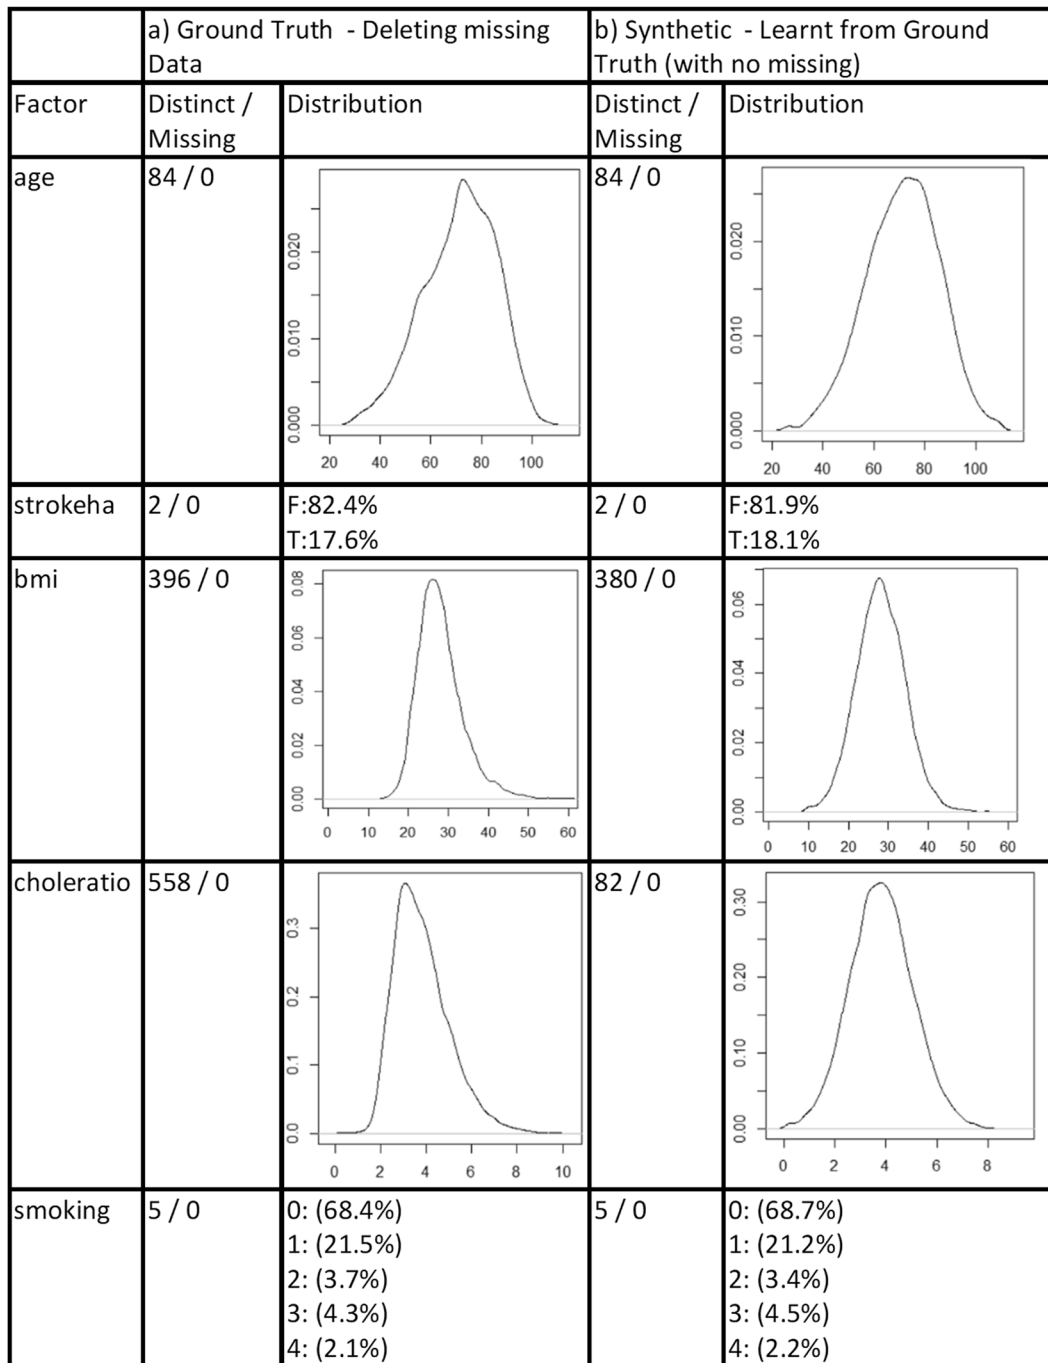 a) Ground Truth - Deleting missing
Data
b) Synthetic - Learnt from Ground
Truth (with no missing)
Factor
Distinct /
Missing
Distribution
Distinct /
Missing
Distribution
age
84 / 0
0.000 0.010 0.020
20 40 60 80 100
84 / 0
0.000 0.010 0.020
20 40 60 80 100
strokeha
2 / 0
F:82.4%
T:17.6%
2 / 0
F:81.9%
T:18.1%
bmi
396 / 0
0.00 0.02 0.04 0.06 0.08
0 10 20 30 40 50 60
380 / 0
0.00 0.02 0.04 0.06
0 10 20 30 40 50 60
choleratio
558 / 0
0.0 0.1 0.2 0.3
0 2 4 6 8 10
82 / 0
0.00 0.10 0.20 0.30
0 2 4 6 8
smoking
5 / 0
0: (68.4%)
1: (21.5%)
2: (3.7%)
3: (4.3%)
4: (2.1%)
5 / 0
0: (68.7%)
1: (21.2%)
2: (3.4%)
3: (4.5%)
4: (2.2%)